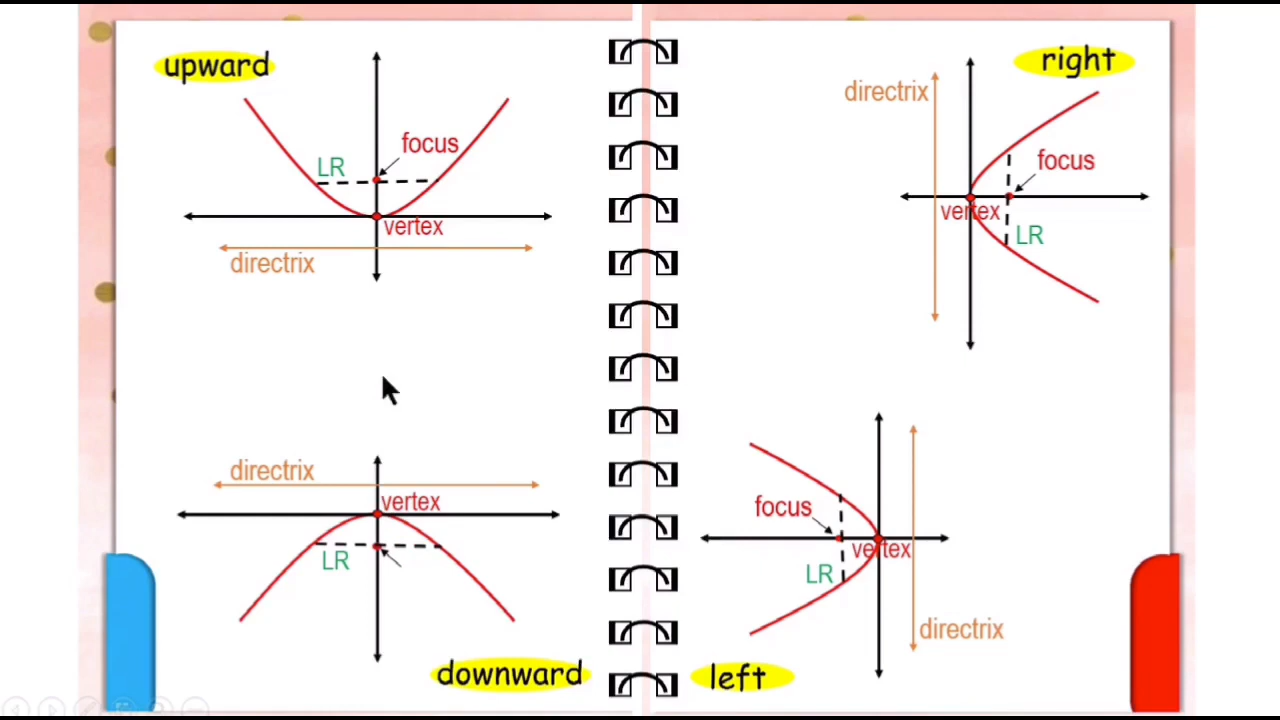 upward
focus
LR
vertex
directrix
directrix
vertex
LR
downward
right
directrix
focus
vertex
LR
focus
vertex
LR
directrix
left